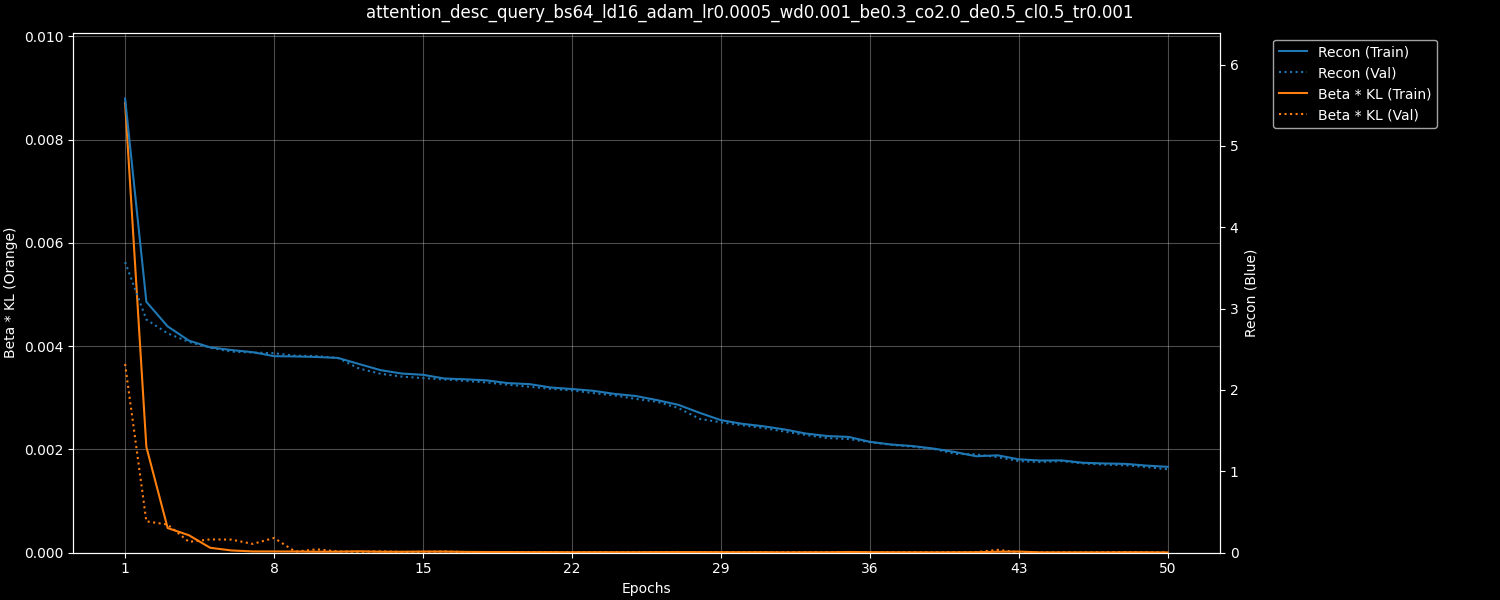 attention_desc_query_bs64_ld16_adam_lr0.0005_wd0.001_be0.3_co2.0_de0.5_cl0.5_tr0.001
0.010
0.008
0.006
0.004
0.002
0.000
Beta * KL (Orange)
1 8 15 22 29 36 43 50
Epochs
6
5
4
3
2
1
0
Recon (Blue)
Recon (Train)
Recon (Val)
Beta * KL (Train)
Beta * KL (Val)